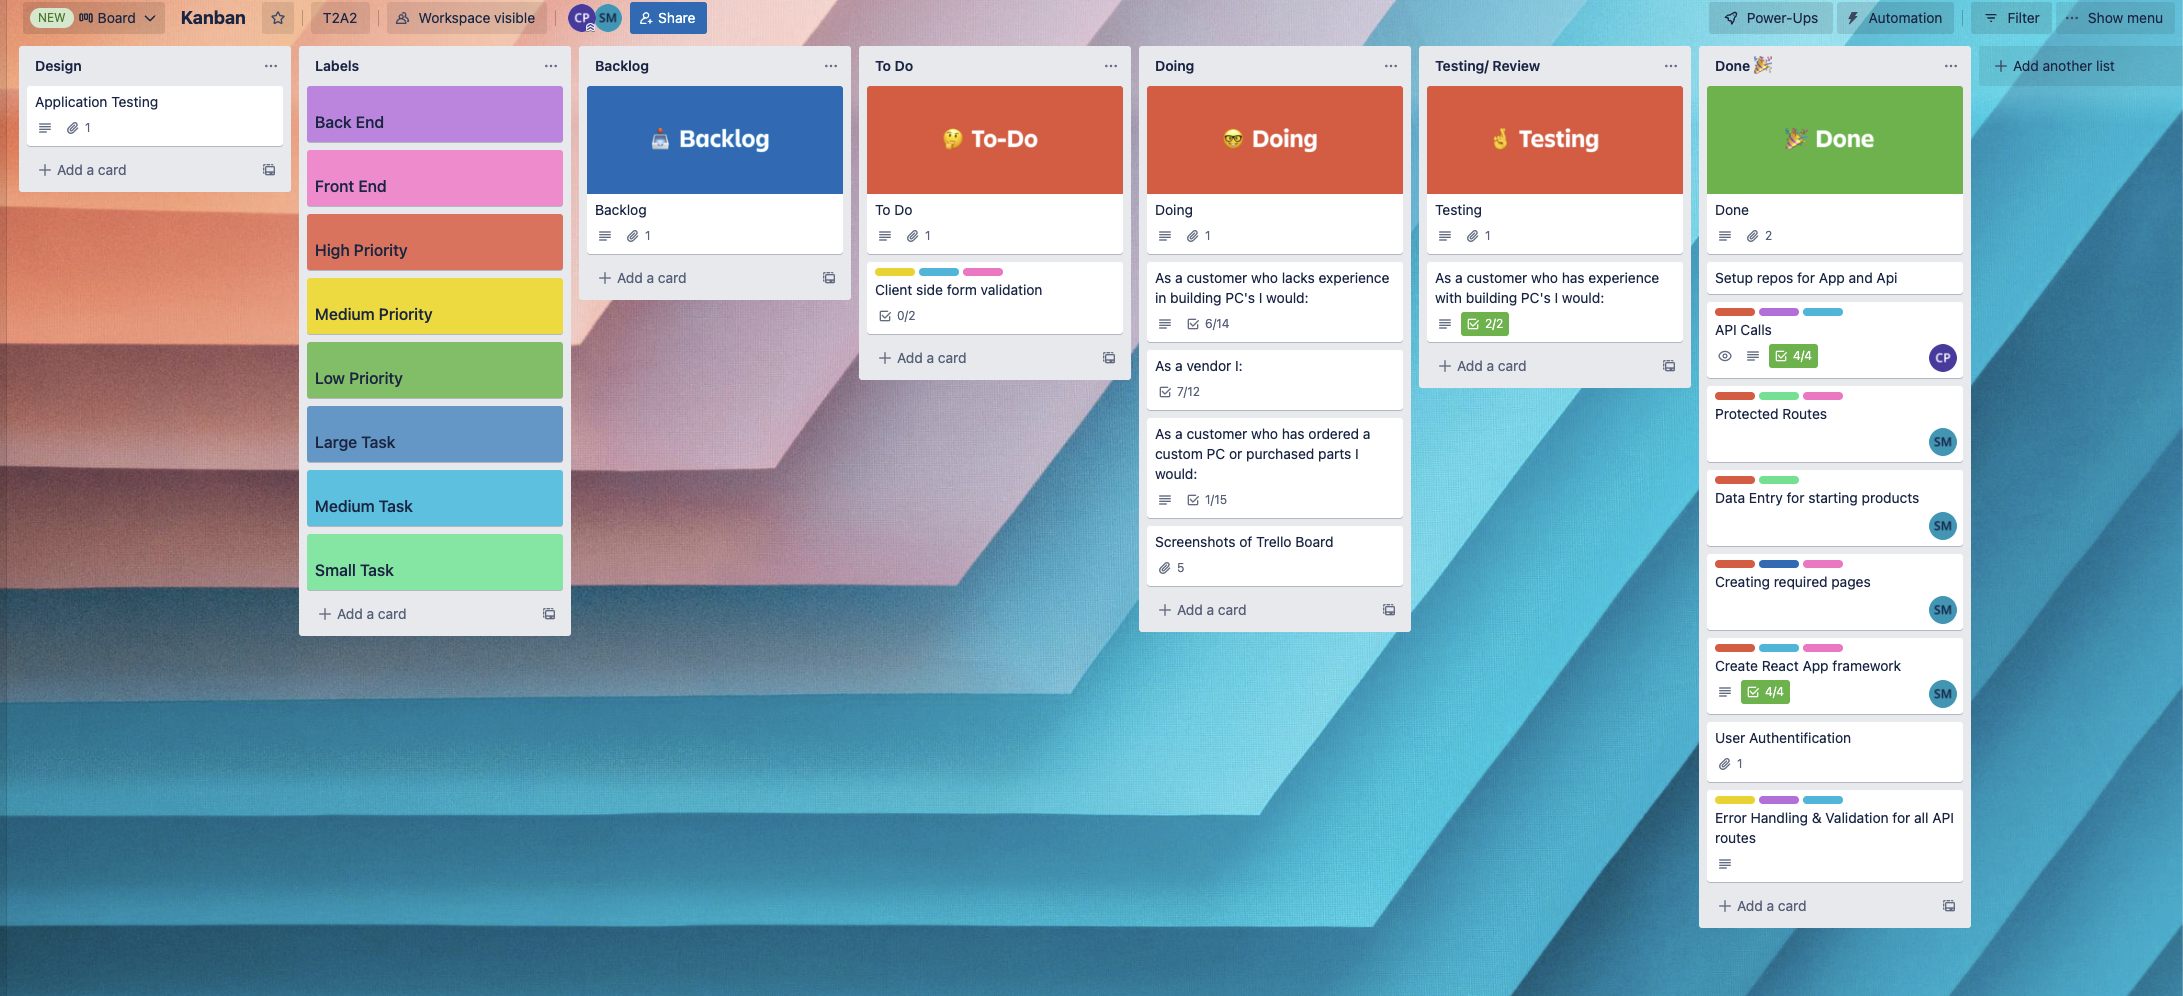 NEW Board Kanban T2A2 Workspace visible CP SM Share Power-Ups Automation Filter ... Show menu
Design ...
Application Testing
1
+ Add a card
Labels ...
Back End
Front End
High Priority
Medium Priority
Low Priority
Large Task
Medium Task
Small Task
+ Add a card
Backlog ...
Backlog
Backlog
1
+ Add a card
To Do ...
To-Do
To Do
1
Client side form validation
0/2
+ Add a card
Doing ...
Doing
Doing
1
As a customer who lacks experience
in building PC's I would:
6/14
As a vendor I:
7/12
As a customer who has ordered a
custom PC or purchased parts I
would:
1/15
Screenshots of Trello Board
5
+ Add a card
Testing/ Review ...
Testing
Testing
1
As a customer who has experience
with building PC's I would:
2/2
+ Add a card
Done 🎉 ...
Done
Done
2
Setup repos for App and Api
API Calls
4/4 CP
Protected Routes
SM
Data Entry for starting products
SM
Creating required pages
SM
Create React App framework
4/4 SM
User Authentification
1
Error Handling & Validation for all API
routes
+ Add a card
+ Add another list